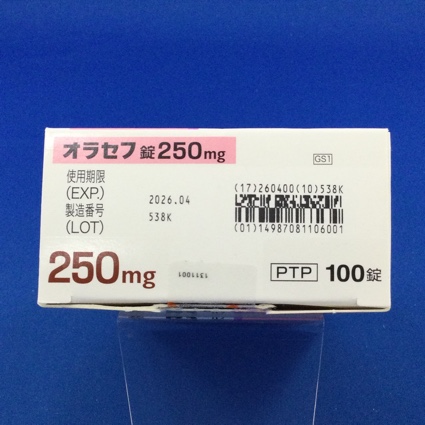 オラセフ錠250mg
GS1
使用期限
(EXP.)
2026.04
(17)260400(10)538K
製造番号
(LOT)
538K
(01)14987081106001
250mg
1311001
PTP 100錠